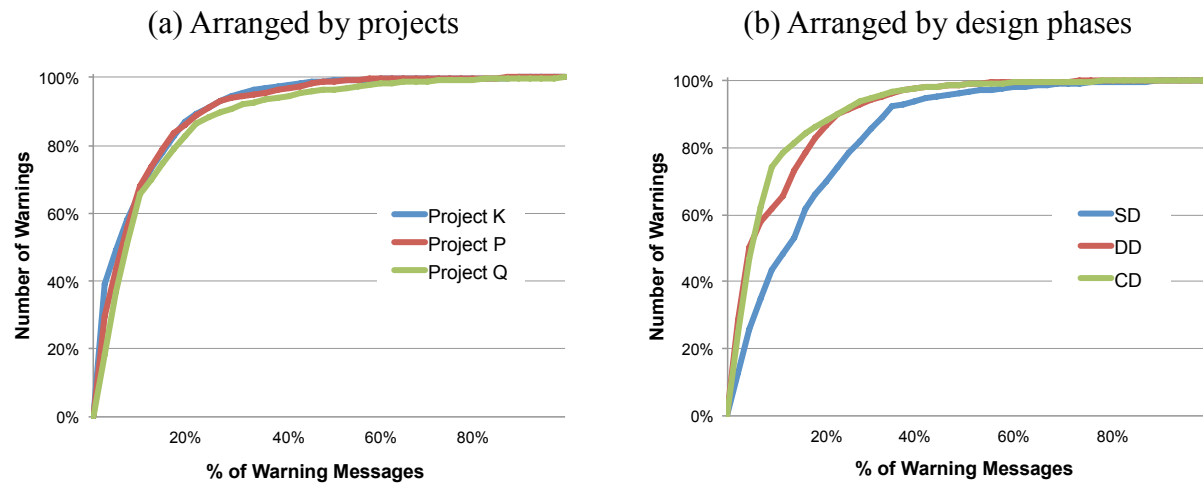 (a) Arranged by projects
100%
80%
60%
40%
20%
0%
Number of Warnings
Project K
Project P
Project Q
20%
40%
60%
80%
% of Warning Messages
(b) Arranged by design phases
100%
80%
60%
40%
20%
0%
Number of Warnings
SD
DD
CD
20%
40%
60%
80%
% of Warning Messages